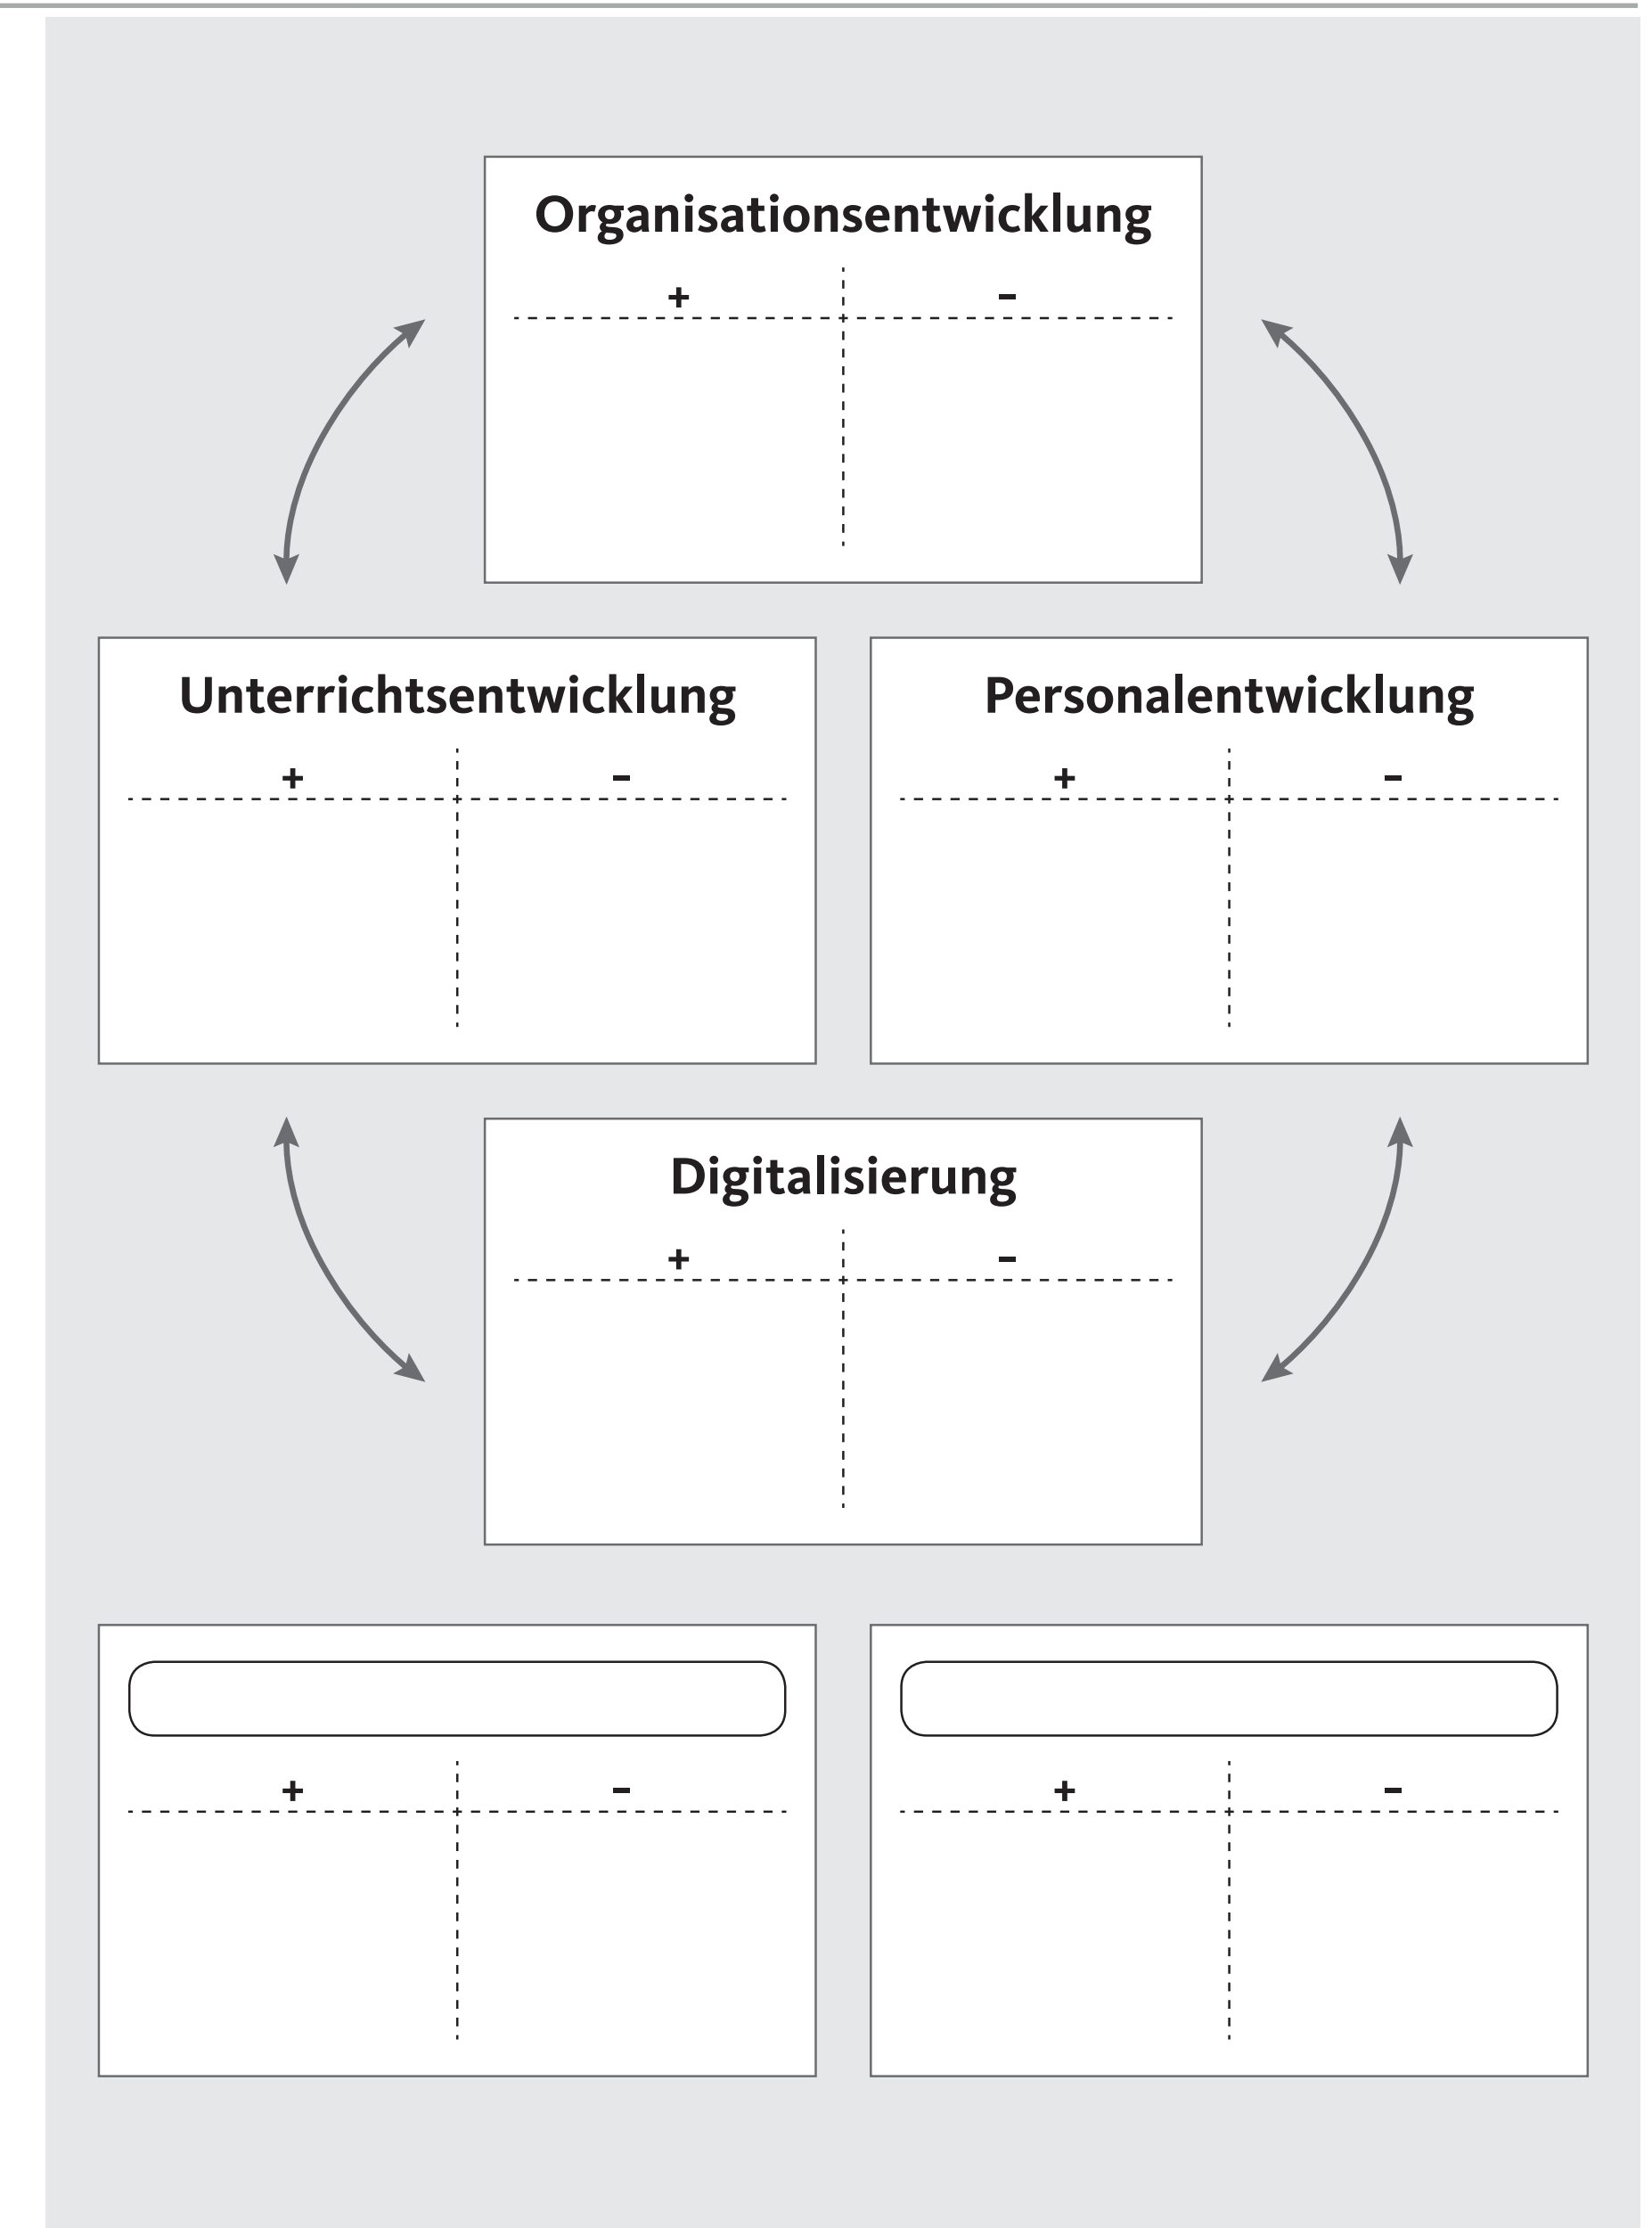 Organisationsentwicklung
+ –
Unterrichtsentwicklung
+ –
Personalentwicklung
+ –
Digitalisierung
+ –
+ –
+ –